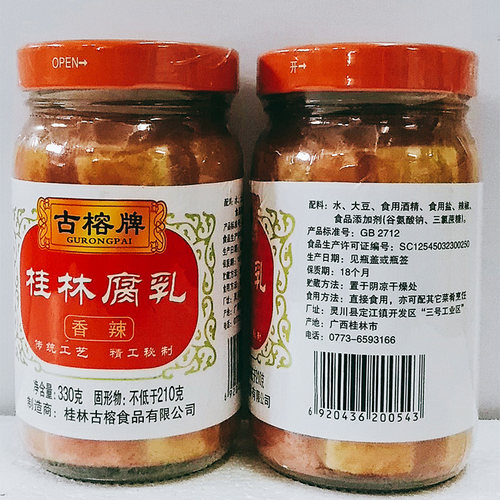 OPEN→
古榕牌
GURONGPAI
桂林腐乳
香辣
传统工艺 精工秘制
净含量：330克 固形物：不低于210克
制造商：桂林古榕食品有限公司
开→
配料：水、大豆、食用酒精、食用盐、辣椒、
食品添加剂(谷氨酸钠、三氯蔗糖)。
产品标准号：GB 2712
食品生产许可证编号：SC12545032300250
生产日期：见瓶盖或瓶签
保质期：18个月
贮藏方法：置于阴凉干燥处
食用方法：直接食用，亦可配其它菜肴烹饪
厂址：灵川县定江镇开发区“三号工业区”
产地：广西桂林市
电话：0773-6593166
6920436200543